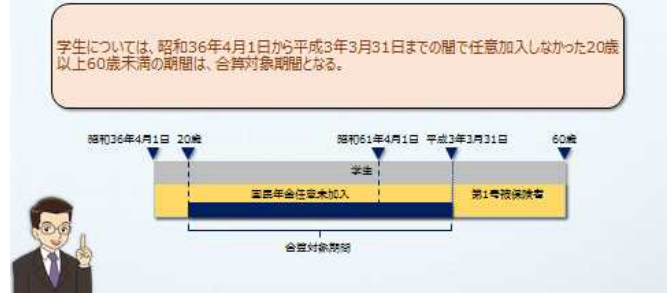 学生については、昭和36年4月1日から平成3年3月31日までの間で任意加入しなかった20歳
以上60歳未満の期間は、合算対象期間となる。
昭和36年4月1日 20歳 昭和61年4月1日 平成3年3月31日 60歳
学生
国民年金任意未加入 第1号被保険者
合算対象期間